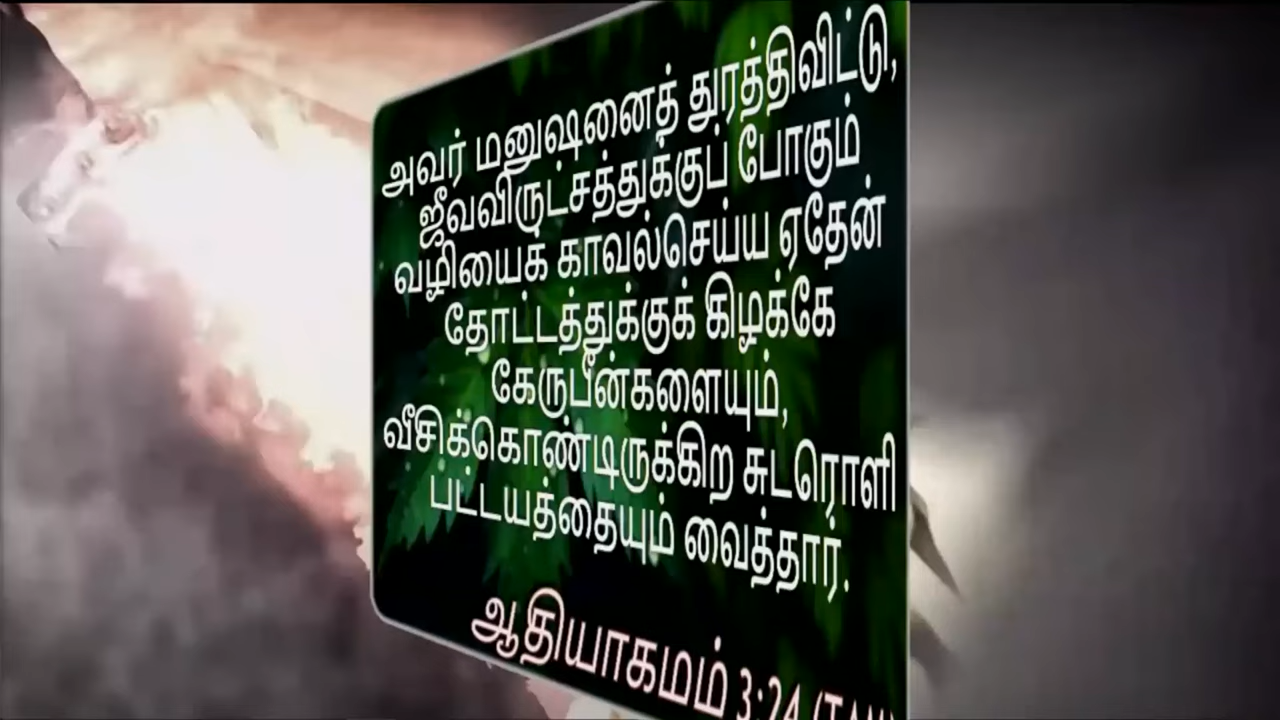 அவர் மனுஷனைத் துரத்திவிட்டு,
ஜீவவிருட்சத்துக்குப் போகும்
வழியைக் காவல்செய்ய ஏதேன்
தோட்டத்துக்குக் கிழக்கே
கேருபீன்களையும்,
வீசிக்கொண்டிருக்கிற சுடரொளி
பட்டயத்தையும் வைத்தார்.
ஆதியாகமம் 3:24